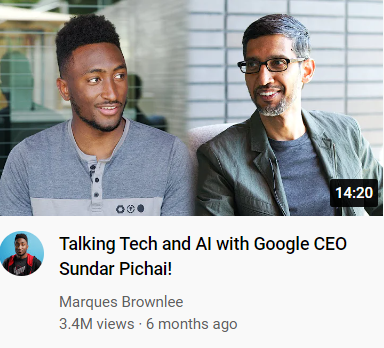 14:20
Talking Tech and AI with Google CEO
Sundar Pichai!
Marques Brownlee
3.4M views · 6 months ago